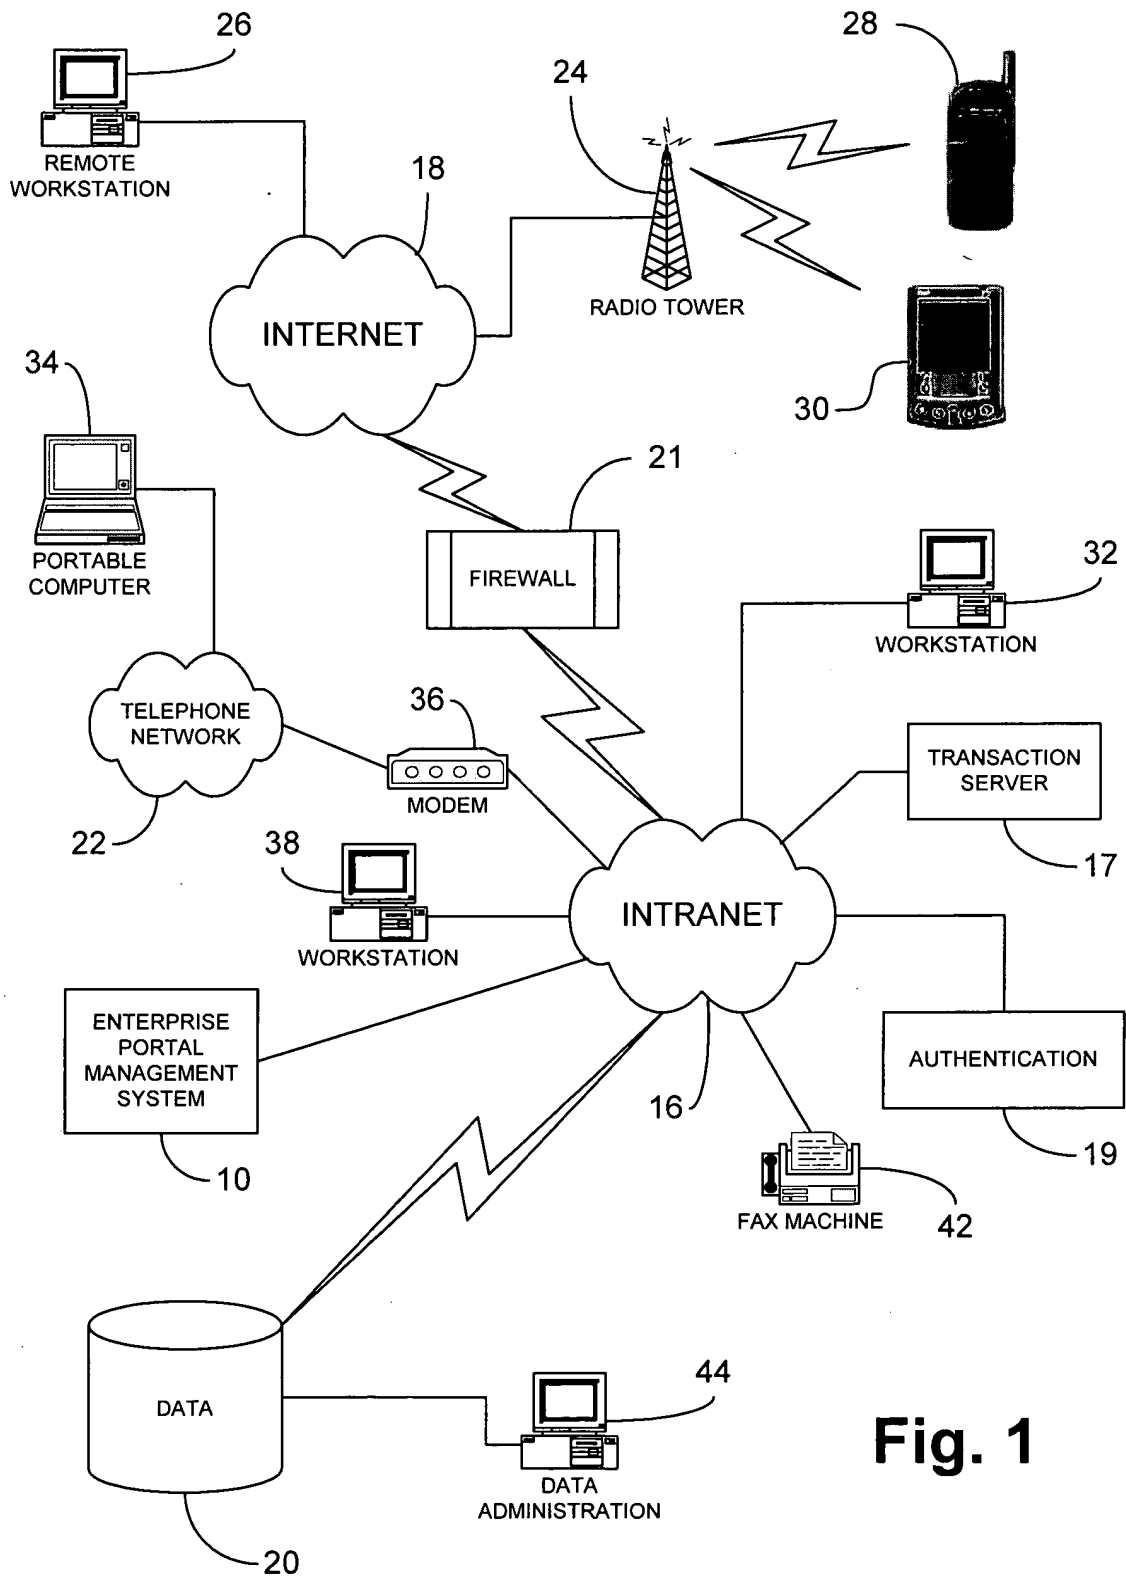 26
REMOTE
WORKSTATION
18
24
28
RADIO TOWER
INTERNET
30
34
PORTABLE
COMPUTER
21
FIREWALL
32
WORKSTATION
TELEPHONE
NETWORK
22
36
MODEM
TRANSACTION
SERVER
17
38
WORKSTATION
INTRANET
16
ENTERPRISE
PORTAL
MANAGEMENT
SYSTEM
10
AUTHENTICATION
19
FAX MACHINE
42
DATA
20
44
DATA
ADMINISTRATION
Fig. 1